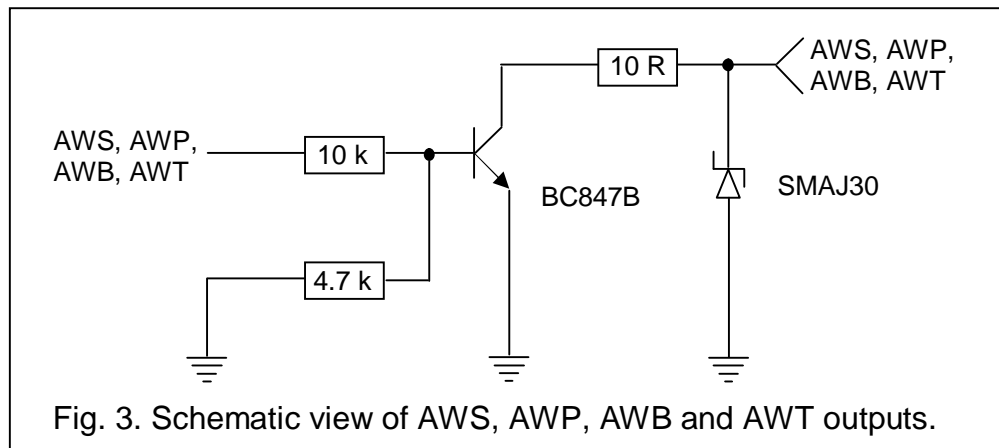 10 R
AWS, AWP,
AWB, AWT
AWS, AWP,
AWB, AWT
10 k
BC847B
SMAJ30
4.7 k
Fig. 3. Schematic view of AWS, AWP, AWB and AWT outputs.